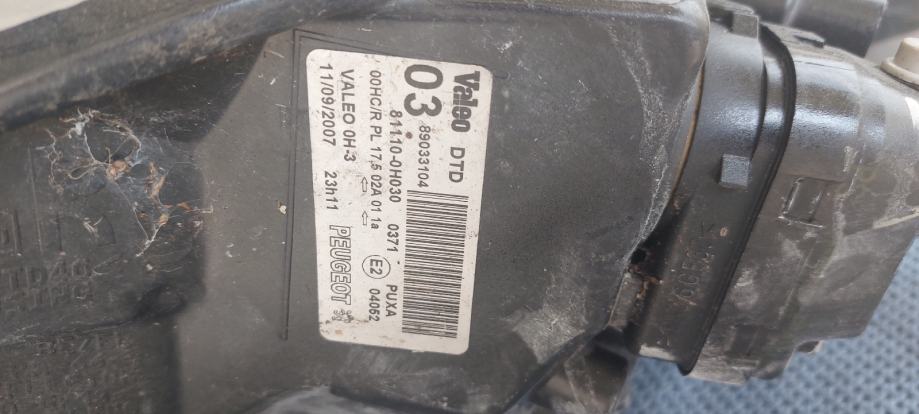 Valeo DTD
03 89033104
81110-0H030 0371 - PUXA
00HC/R PL 17,5 02A 01 1a E2 04052
VALEO 0H-3 PEUGEOT
11/09/2007 23h11